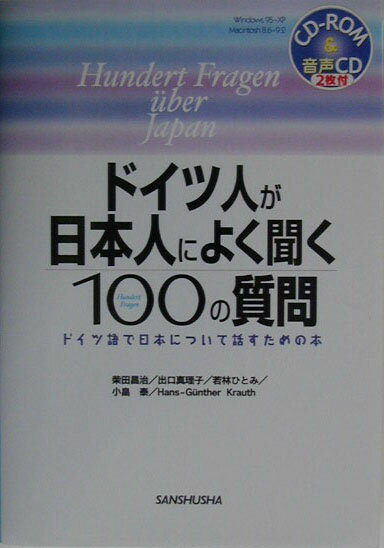 Windows 95~XP
Macintosh 8.6~9.2
CD-ROM
&
音声CD
2枚付
Hundert Fragen
über
Japan
ドイツ人が
日本人によく聞く
100の質問
Hundert
Fragen
ドイツ語で日本について話すための本
柴田昌治/出口真理子/若林ひとみ/
小畠 泰/Hans-Günther Krauth
SANSHUSHA